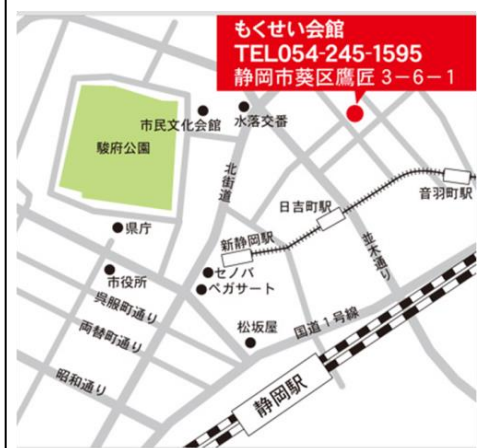 もくせい会館
TEL054-245-1595
静岡市葵区鷹匠 3－6－1
市民文化会館
水落交番
駿府公園
北街道
音羽町駅
日吉町駅
県庁
新静岡駅
並木通り
セノバ
市役所
ペガサート
呉服町通り
国道1号線
松坂屋
両替町通り
昭和通り
静岡駅